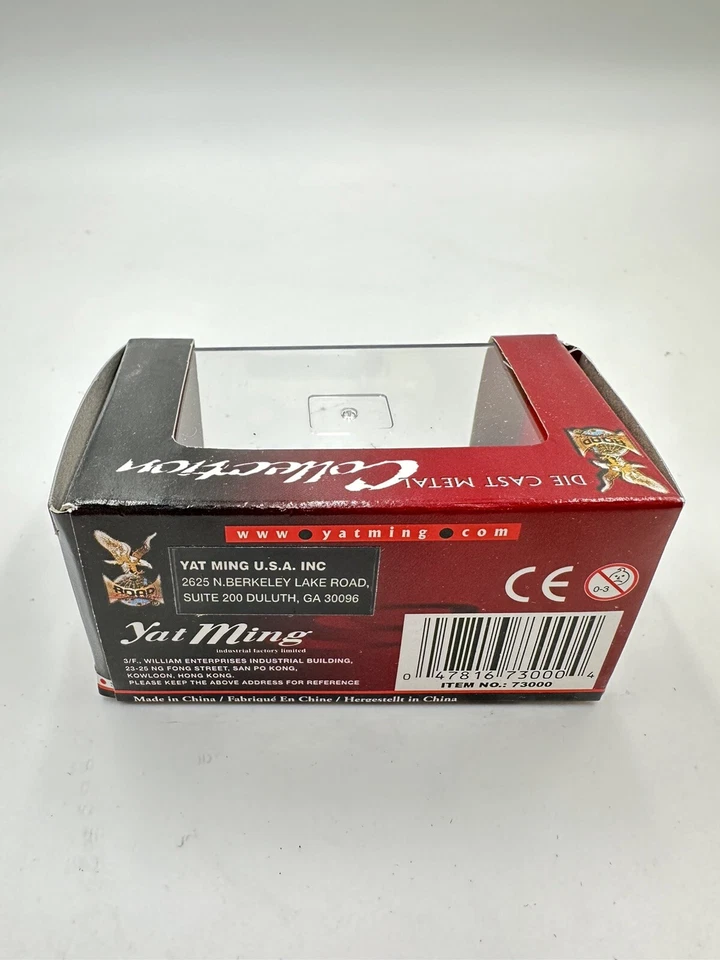 Collection
DIE CAST METAL
ROAD
www•yatming•com
ROAD
YAT MING U.S.A. INC
2625 N.BERKELEY LAKE ROAD,
SUITE 200 DULUTH, GA 30096
Yat Ming
industrial factory limited
3/F., WILLIAM ENTERPRISES INDUSTRIAL BUILDING,
23-25 NG FONG STREET, SAN PO KONG,
KOWLOON, HONG KONG.
PLEASE KEEP THE ABOVE ADDRESS FOR REFERENCE
CE
0-3
0 47816 73000 4
ITEM NO.: 73000
Made in China / Fabriqué En Chine / Hergestellt in China